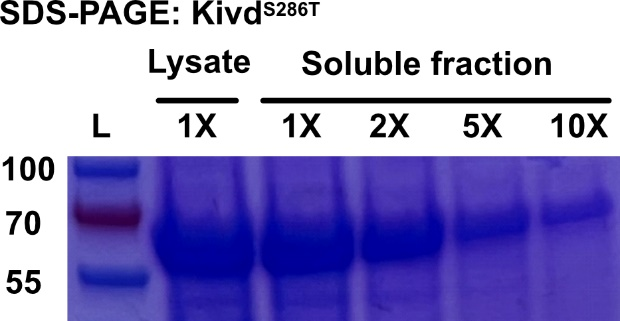 SDS-PAGE: Kivd^S286T
Lysate Soluble fraction
L 1X 1X 2X 5X 10X
100
70
55